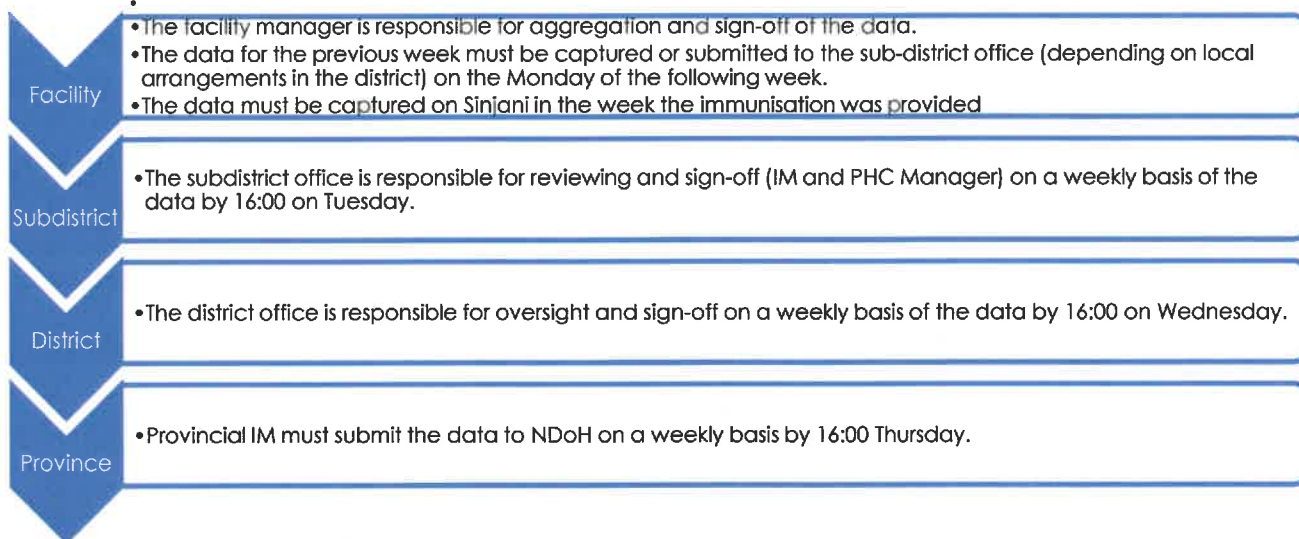 •
•The facility manager is responsible for aggregation and sign-off of the data.
•The data for the previous week must be captured or submitted to the sub-district office (depending on local
arrangements in the district) on the Monday of the following week.
•The data must be captured on Sinjani in the week the immunisation was provided
Facility
•The subdistrict office is responsible for reviewing and sign-off (IM and PHC Manager) on a weekly basis of the
data by 16:00 on Tuesday.
Subdistrict
•The district office is responsible for oversight and sign-off on a weekly basis of the data by 16:00 on Wednesday.
District
•Provincial IM must submit the data to NDoH on a weekly basis by 16:00 Thursday.
Province